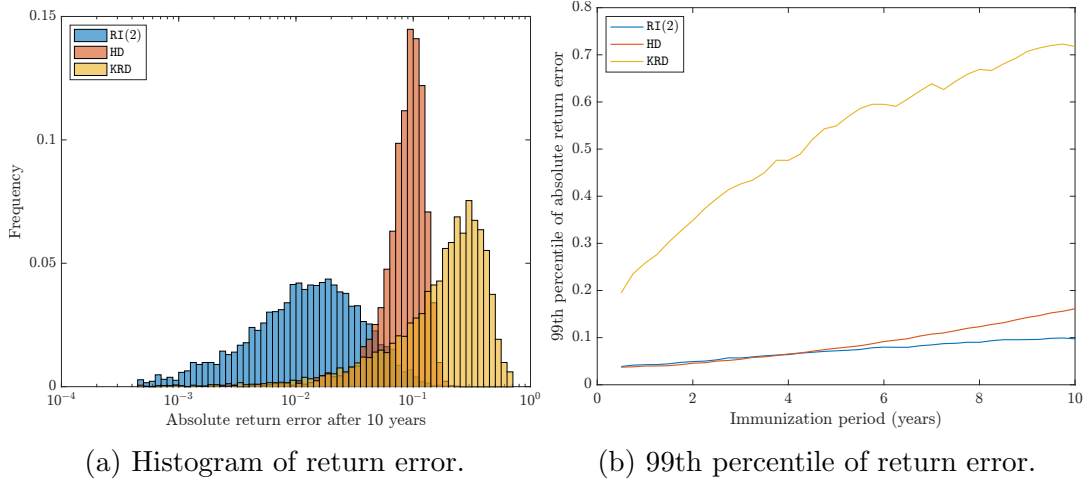 0.15
RI(2)
HD
KRD
0.1
0.05
0
Frequency
10⁻⁴
10⁻³
10⁻²
10⁻¹
10⁰
Absolute return error after 10 years
(a) Histogram of return error.
0.8
RI(2)
HD
KRD
0.7
0.6
0.5
0.4
0.3
0.2
0.1
0
99th percentile of absolute return error
0 2 4 6 8 10
Immunization period (years)
(b) 99th percentile of return error.